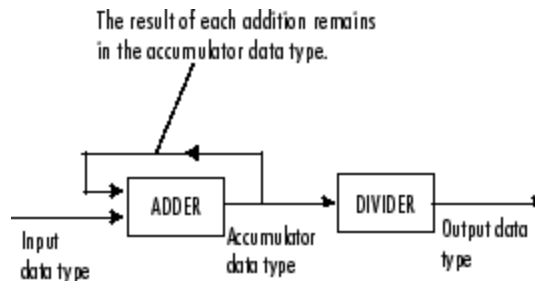 The result of each addition remains
in the accumulator data type.
ADDER
DIVIDER
Input
data type
Accumulator
data type
Output data
type